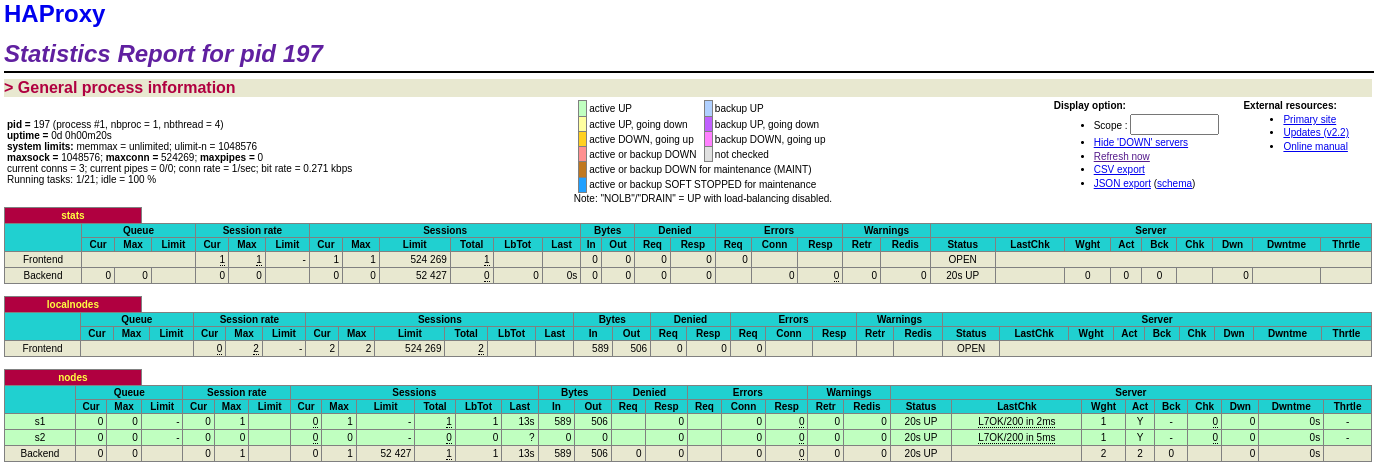 HAProxy
Statistics Report for pid 197
> General process information
pid = 197 (process #1, nbproc = 1, nbthread = 4)
uptime = 0d 0h00m20s
system limits: memmax = unlimited; ulimit-n = 1048576
maxsock = 1048576; maxconn = 524269; maxpipes = 0
current conns = 3; current pipes = 0/0; conn rate = 1/sec; bit rate = 0.271 kbps
Running tasks: 1/21; idle = 100 %
active UP backup UP
active UP, going down backup UP, going down
active DOWN, going up backup DOWN, going up
active or backup DOWN not checked
active or backup DOWN for maintenance (MAINT)
active or backup SOFT STOPPED for maintenance
Note: "NOLB"/"DRAIN" = UP with load-balancing disabled.
Display option:
• Scope :
• Hide 'DOWN' servers
• Refresh now
• CSV export
• JSON export (schema)
External resources:
• Primary site
• Updates (v2.2)
• Online manual
stats
Queue Session rate Sessions Bytes Denied Errors Warnings Server
Cur Max Limit Cur Max Limit Cur Max Limit Total LbTot Last In Out Req Resp Req Conn Resp Retr Redis Status LastChk Wght Act Bck Chk Dwn Dwntme Thrtle
Frontend 1 1 - 1 1 524 269 1 0 0 0 0 0 OPEN
Backend 0 0 0 0 0 0 52 427 0 0 0s 0 0 0 0 0 0 0 0 20s UP 0 0 0 0
localnodes
Queue Session rate Sessions Bytes Denied Errors Warnings Server
Cur Max Limit Cur Max Limit Cur Max Limit Total LbTot Last In Out Req Resp Req Conn Resp Retr Redis Status LastChk Wght Act Bck Chk Dwn Dwntme Thrtle
Frontend 0 2 - 2 2 524 269 2 589 506 0 0 0 OPEN
nodes
Queue Session rate Sessions Bytes Denied Errors Warnings Server
Cur Max Limit Cur Max Limit Cur Max Limit Total LbTot Last In Out Req Resp Req Conn Resp Retr Redis Status LastChk Wght Act Bck Chk Dwn Dwntme Thrtle
s1 0 0 - 0 1 0 1 - 1 1 13s 589 506 0 0 0 0 0 20s UP L7OK/200 in 2ms 1 Y - 0 0 0s -
s2 0 0 - 0 0 0 0 - 0 0 ? 0 0 0 0 0 0 0 20s UP L7OK/200 in 5ms 1 Y - 0 0 0s -
Backend 0 0 0 1 0 1 52 427 1 1 13s 589 506 0 0 0 0 0 0 20s UP 2 2 0 0 0s